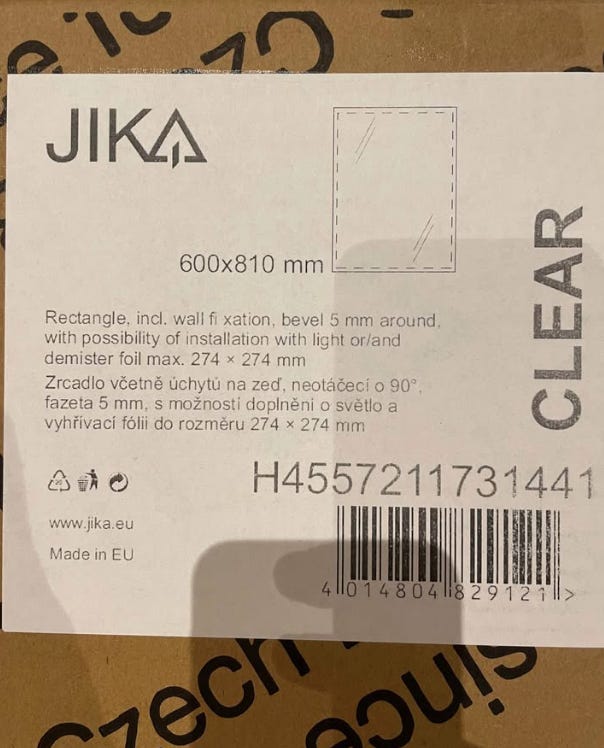 JIKA
600x810 mm
CLEAR
Rectangle, incl. wall fi xation, bevel 5 mm around,
with possibility of installation with light or/and
demister foil max. 274 × 274 mm
Zrcadlo včetně úchytů na zeď, neotáčecí o 90°,
fazeta 5 mm, s možností doplnění o světlo a
vyhřívací fólii do rozměru 274 × 274 mm
H4557211731441
www.jika.eu
Made in EU
4 014804 829121 >
Czech
since